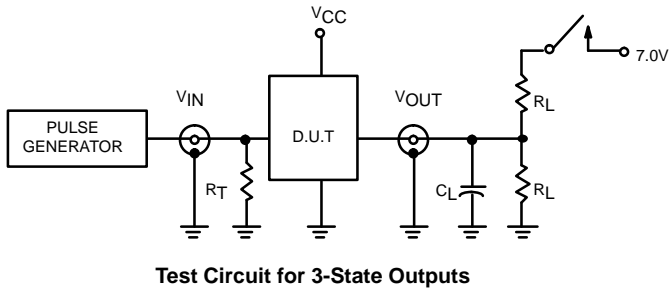 VCC
7.0V
VIN
VOUT
RL
PULSE
GENERATOR
D.U.T
RT
CL
RL
Test Circuit for 3-State Outputs